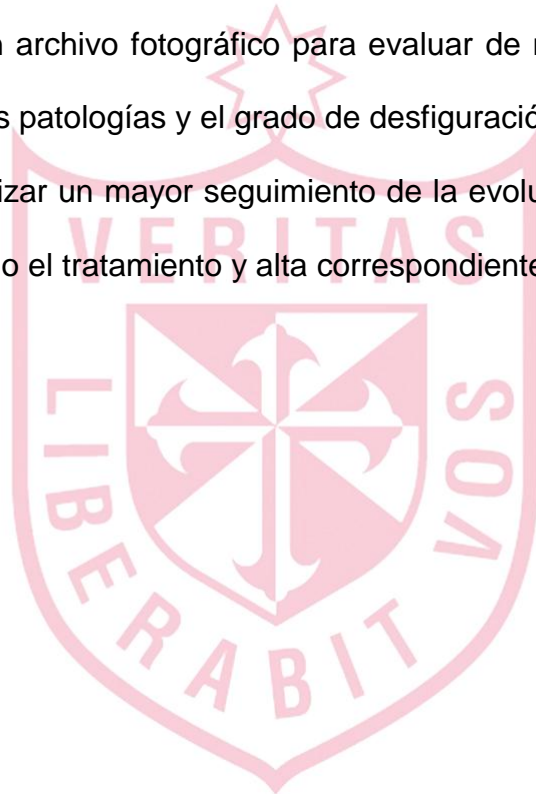 archivo fotográfico para evaluar de
patologías y el grado de desfiguració
izar un mayor seguimiento de la evolu
o el tratamiento y alta correspondiente
VERITAS
LIBERABIT VOS